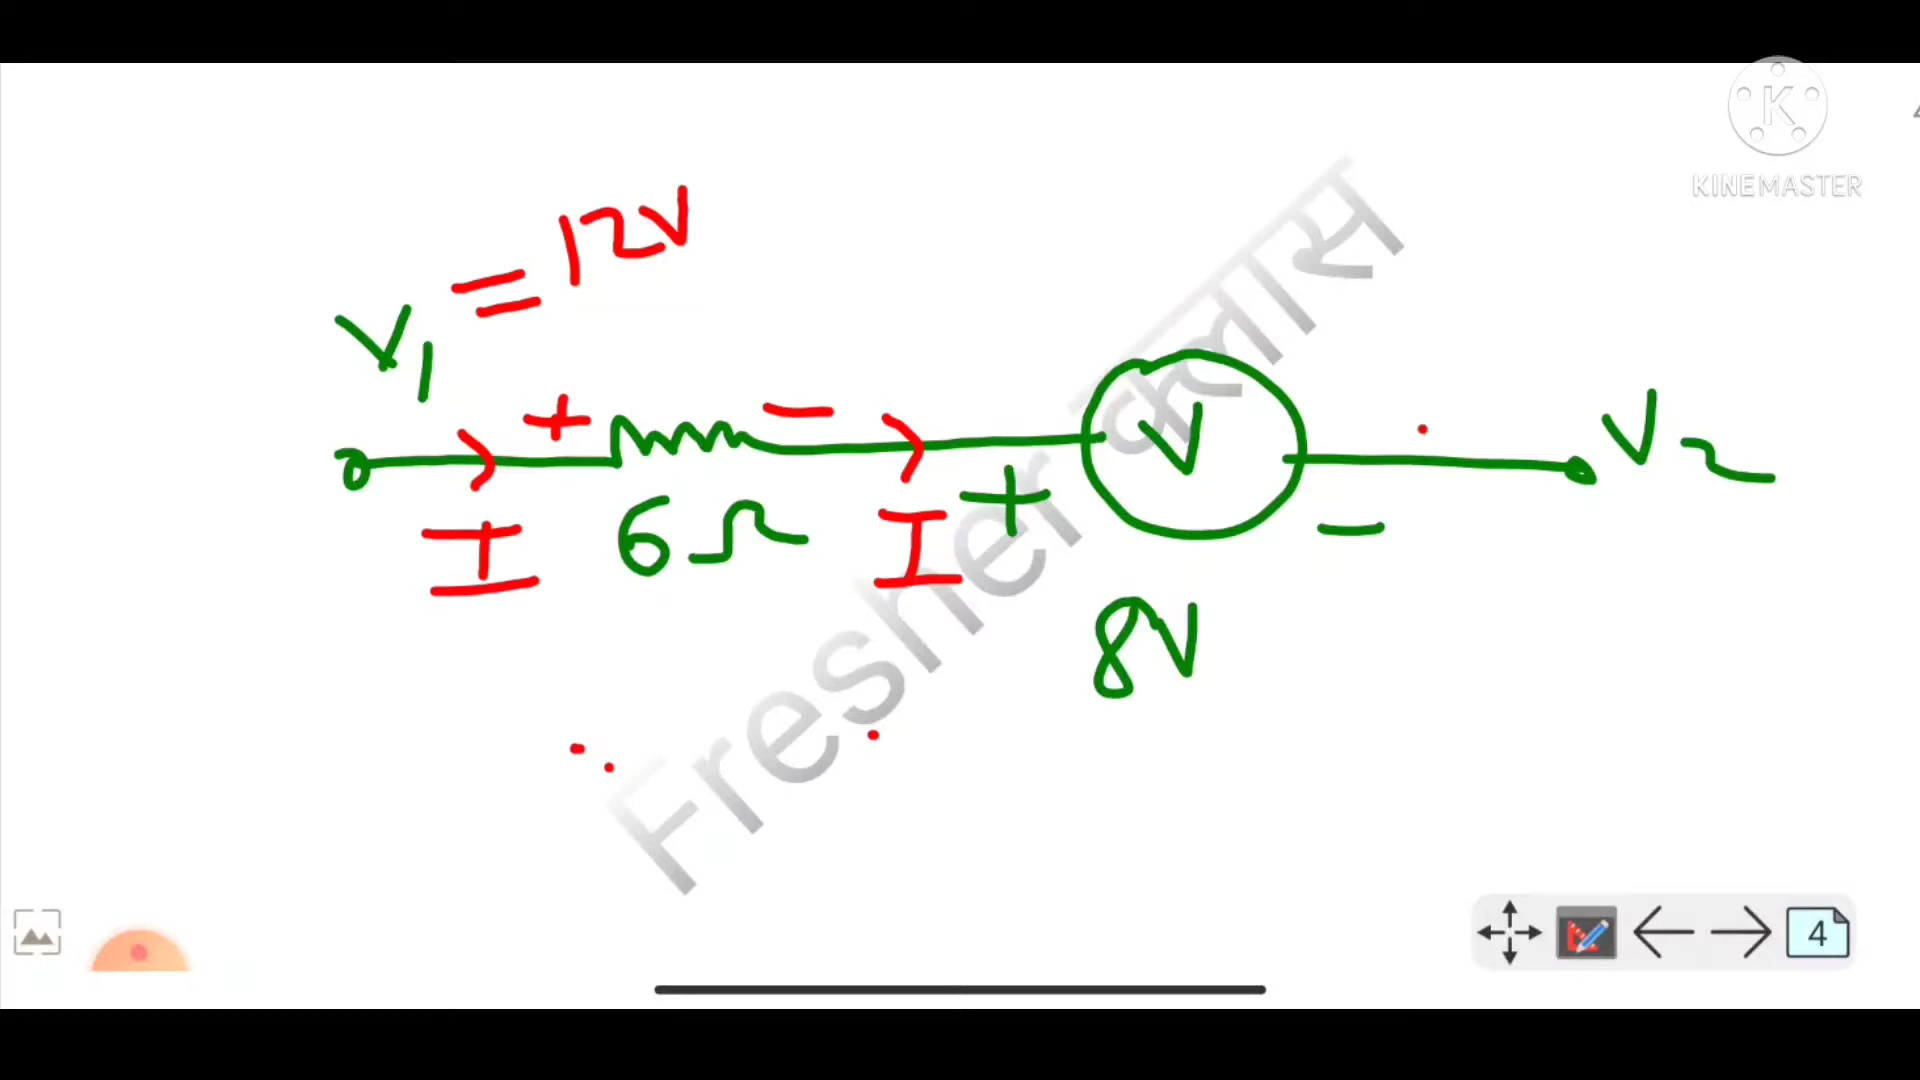 K
KINEMASTER
V₁ = 12V
+ −
V
V₂
I 6Ω I + −
8V
Fresher क्लास
4